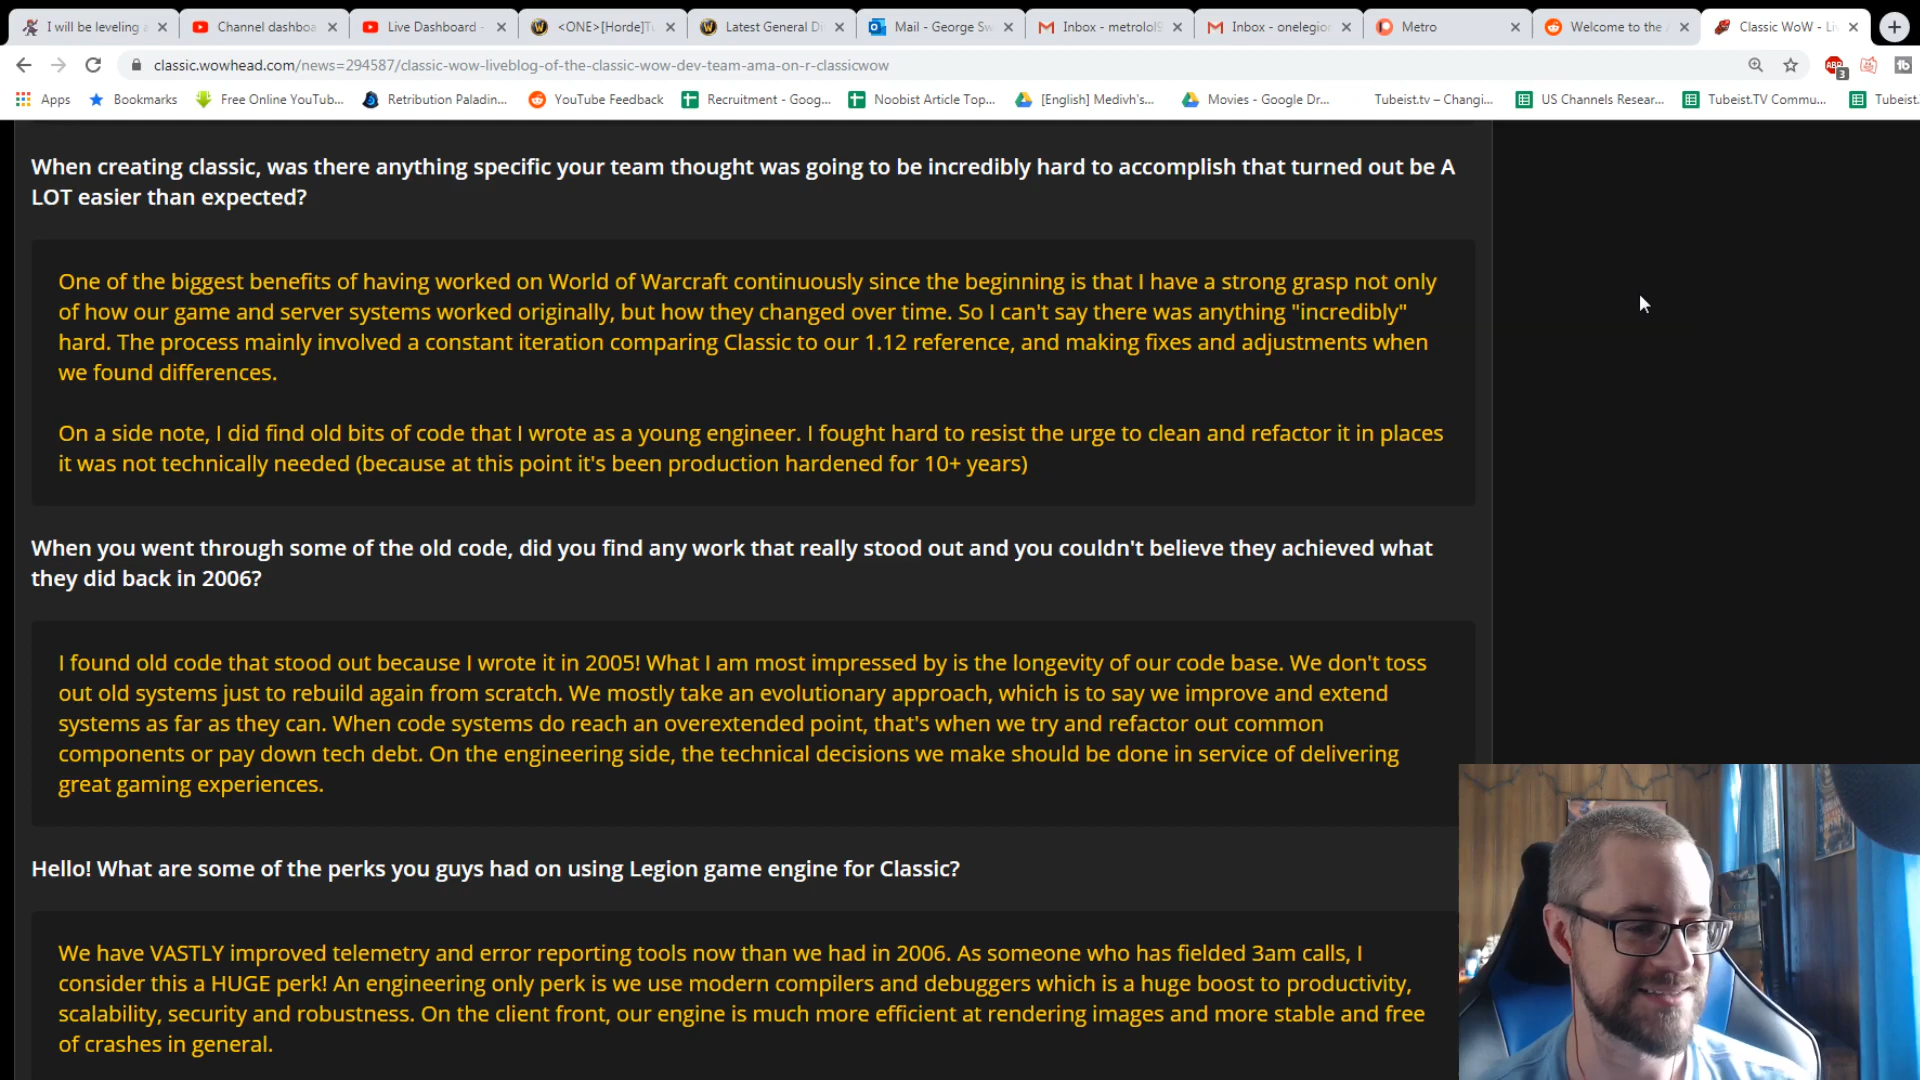 I will be leveling a
Channel dashboa
Live Dashboard -
<ONE>[Horde]Tu
Latest General Di
Mail - George Sw
Inbox - metrolol9
Inbox - onelegion
Metro
Welcome to the
Classic WoW - Li
classic.wowhead.com/news=294587/classic-wow-liveblog-of-the-classic-wow-dev-team-ama-on-r-classicwow
ABP
3
tb
Apps
Bookmarks
Free Online YouTub...
Retribution Paladin...
YouTube Feedback
Recruitment - Goog...
Noobist Article Top...
[English] Medivh's...
Movies - Google Dr...
Tubeist.tv – Changi...
US Channels Resear...
Tubeist.TV Commu...
Tubeist.
When creating classic, was there anything specific your team thought was going to be incredibly hard to accomplish that turned out be A
LOT easier than expected?
One of the biggest benefits of having worked on World of Warcraft continuously since the beginning is that I have a strong grasp not only
of how our game and server systems worked originally, but how they changed over time. So I can't say there was anything "incredibly"
hard. The process mainly involved a constant iteration comparing Classic to our 1.12 reference, and making fixes and adjustments when
we found differences.
On a side note, I did find old bits of code that I wrote as a young engineer. I fought hard to resist the urge to clean and refactor it in places
it was not technically needed (because at this point it's been production hardened for 10+ years)
When you went through some of the old code, did you find any work that really stood out and you couldn't believe they achieved what
they did back in 2006?
I found old code that stood out because I wrote it in 2005! What I am most impressed by is the longevity of our code base. We don't toss
out old systems just to rebuild again from scratch. We mostly take an evolutionary approach, which is to say we improve and extend
systems as far as they can. When code systems do reach an overextended point, that's when we try and refactor out common
components or pay down tech debt. On the engineering side, the technical decisions we make should be done in service of delivering
great gaming experiences.
Hello! What are some of the perks you guys had on using Legion game engine for Classic?
We have VASTLY improved telemetry and error reporting tools now than we had in 2006. As someone who has fielded 3am calls, I
consider this a HUGE perk! An engineering only perk is we use modern compilers and debuggers which is a huge boost to productivity,
scalability, security and robustness. On the client front, our engine is much more efficient at rendering images and more stable and free
of crashes in general.